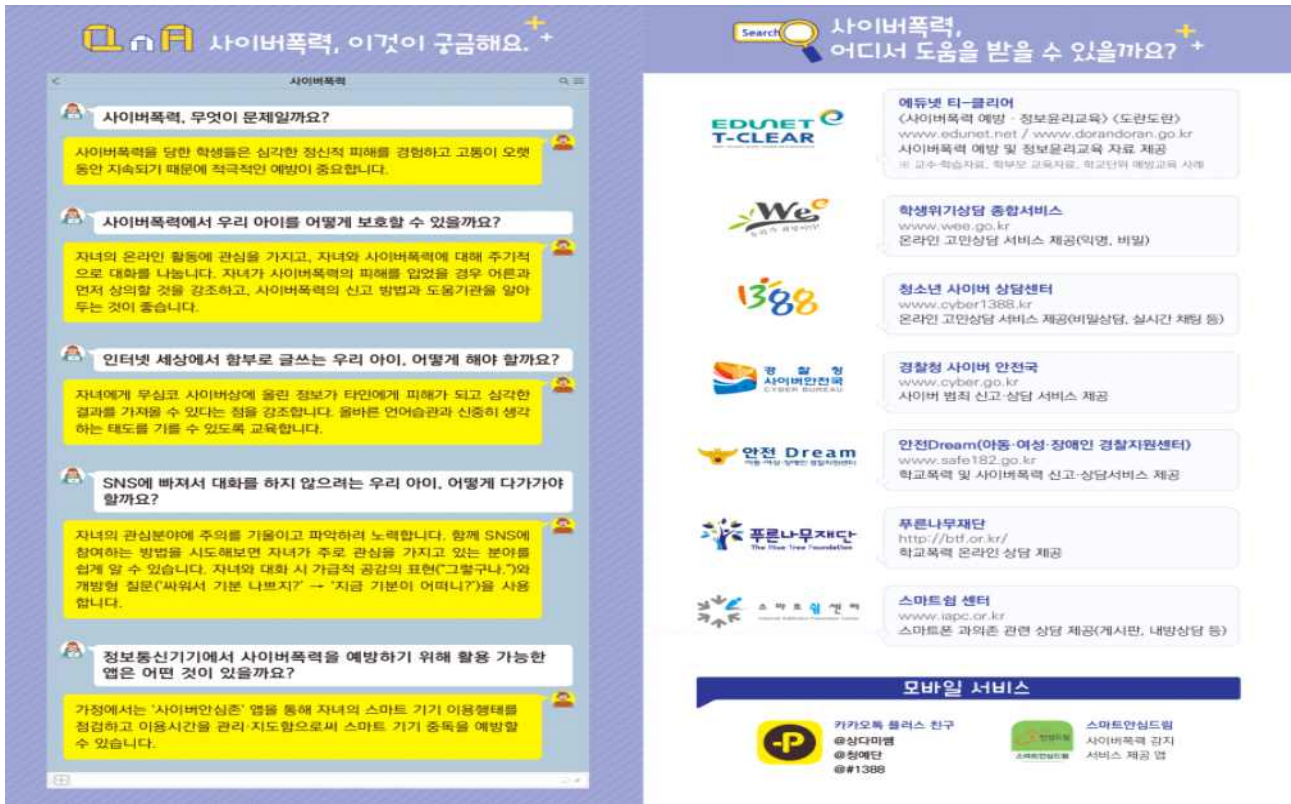 QnA 사이버폭력, 이것이 궁금해요.
사이버폭력
사이버폭력, 무엇이 문제일까요?
사이버폭력을 당한 학생들은 심각한 정신적 피해를 경험하고 고통이 오랫
동안 지속되기 때문에 적극적인 예방이 중요합니다.
사이버폭력에서 우리 아이를 어떻게 보호할 수 있을까요?
자녀의 온라인 활동에 관심을 가지고, 자녀와 사이버폭력에 대해 주기적
으로 대화를 나눕니다. 자녀가 사이버폭력의 피해를 입었을 경우 어른과
먼저 상의할 것을 강조하고, 사이버폭력의 신고 방법과 도움기관을 알아
두는 것이 좋습니다.
인터넷 세상에서 함부로 글쓰는 우리 아이, 어떻게 해야 할까요?
자녀에게 무심코 사이버상에 올린 정보가 타인에게 피해가 되고 심각한
결과를 가져올 수 있다는 점을 강조합니다. 올바른 언어습관과 신중히 생각
하는 태도를 기를 수 있도록 교육합니다.
SNS에 빠져서 대화를 하지 않으려는 우리 아이, 어떻게 다가가야
할까요?
자녀의 관심분야에 주의를 기울이고 파악하려 노력합니다. 함께 SNS에
참여하는 방법을 시도해보면 자녀가 주로 관심을 가지고 있는 분야를
쉽게 알 수 있습니다. 자녀와 대화 시 가급적 공감의 표현("그렇구나.")와
개방형 질문('싸워서 기분 나쁘지?' → '지금 기분이 어떠니?')을 사용
합니다.
정보통신기기에서 사이버폭력을 예방하기 위해 활용 가능한
앱은 어떤 것이 있을까요?
가정에서는 '사이버안심존' 앱을 통해 자녀의 스마트 기기 이용행태를
점검하고 이용시간을 관리·지도함으로써 스마트 기기 중독을 예방할
수 있습니다.
Search 사이버폭력,
어디서 도움을 받을 수 있을까요?
EDUNET
T-CLEAR
에듀넷 티-클리어
<사이버폭력 예방 · 정보윤리교육> <도란도란>
www.edunet.net / www.dorandoran.go.kr
사이버폭력 예방 및 정보윤리교육 자료 제공
※ 교수·학습자료, 학부모 교육자료, 학교단위 예방교육 사례
Wee
학생위기상담 종합서비스
www.wee.go.kr
온라인 고민상담 서비스 제공(익명, 비밀)
1388
청소년 사이버 상담센터
www.cyber1388.kr
온라인 고민상담 서비스 제공(비밀상담, 실시간 채팅 등)
경찰청
사이버안전국
CYBER BUREAU
경찰청 사이버 안전국
www.cyber.go.kr
사이버 범죄 신고·상담 서비스 제공
안전 Dream
아동·여성·장애인 경찰지원센터
안전Dream(아동·여성·장애인 경찰지원센터)
www.safe182.go.kr
학교폭력 및 사이버폭력 신고·상담서비스 제공
푸른나무재단
The Blue Tree Foundation
푸른나무재단
http://btf.or.kr/
학교폭력 온라인 상담 제공
스마트쉼센터
스마트쉼 센터
www.iapc.or.kr
스마트폰 과의존 관련 상담 제공(게시판, 내방상담 등)
모바일 서비스
카카오톡 플러스 친구
@상다미쌤
@청예단
@#1388
스마트안심드림
스마트안심드림
사이버폭력 감지
서비스 제공 앱